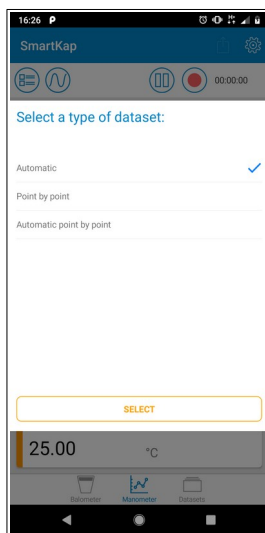 16:26 P
SmartKap
00:00:00
Select a type of dataset:
Automatic
Point by point
Automatic point by point
SELECT
25.00 °C
Balometer Manometer Datasets